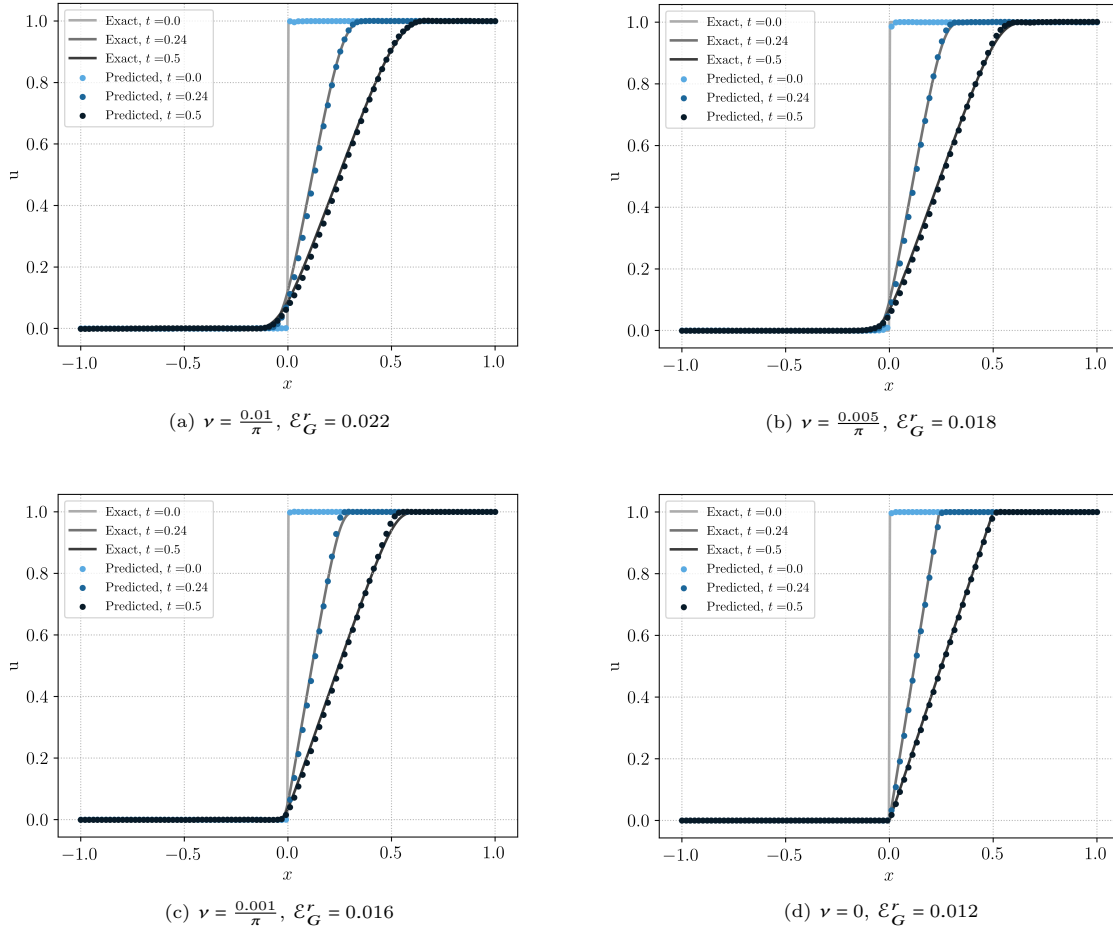 1.0
0.8
0.6
0.4
0.2
0.0
u
Exact, t =0.0
Exact, t =0.24
Exact, t =0.5
Predicted, t =0.0
Predicted, t =0.24
Predicted, t =0.5
−1.0 −0.5 0.0 0.5 1.0
x
(a) ν = 0.01/π, ℰ_G^r = 0.022
1.0
0.8
0.6
0.4
0.2
0.0
u
Exact, t =0.0
Exact, t =0.24
Exact, t =0.5
Predicted, t =0.0
Predicted, t =0.24
Predicted, t =0.5
−1.0 −0.5 0.0 0.5 1.0
x
(b) ν = 0.005/π, ℰ_G^r = 0.018
1.0
0.8
0.6
0.4
0.2
0.0
u
Exact, t =0.0
Exact, t =0.24
Exact, t =0.5
Predicted, t =0.0
Predicted, t =0.24
Predicted, t =0.5
−1.0 −0.5 0.0 0.5 1.0
x
(c) ν = 0.001/π, ℰ_G^r = 0.016
1.0
0.8
0.6
0.4
0.2
0.0
u
Exact, t =0.0
Exact, t =0.24
Exact, t =0.5
Predicted, t =0.0
Predicted, t =0.24
Predicted, t =0.5
−1.0 −0.5 0.0 0.5 1.0
x
(d) ν = 0, ℰ_G^r = 0.012